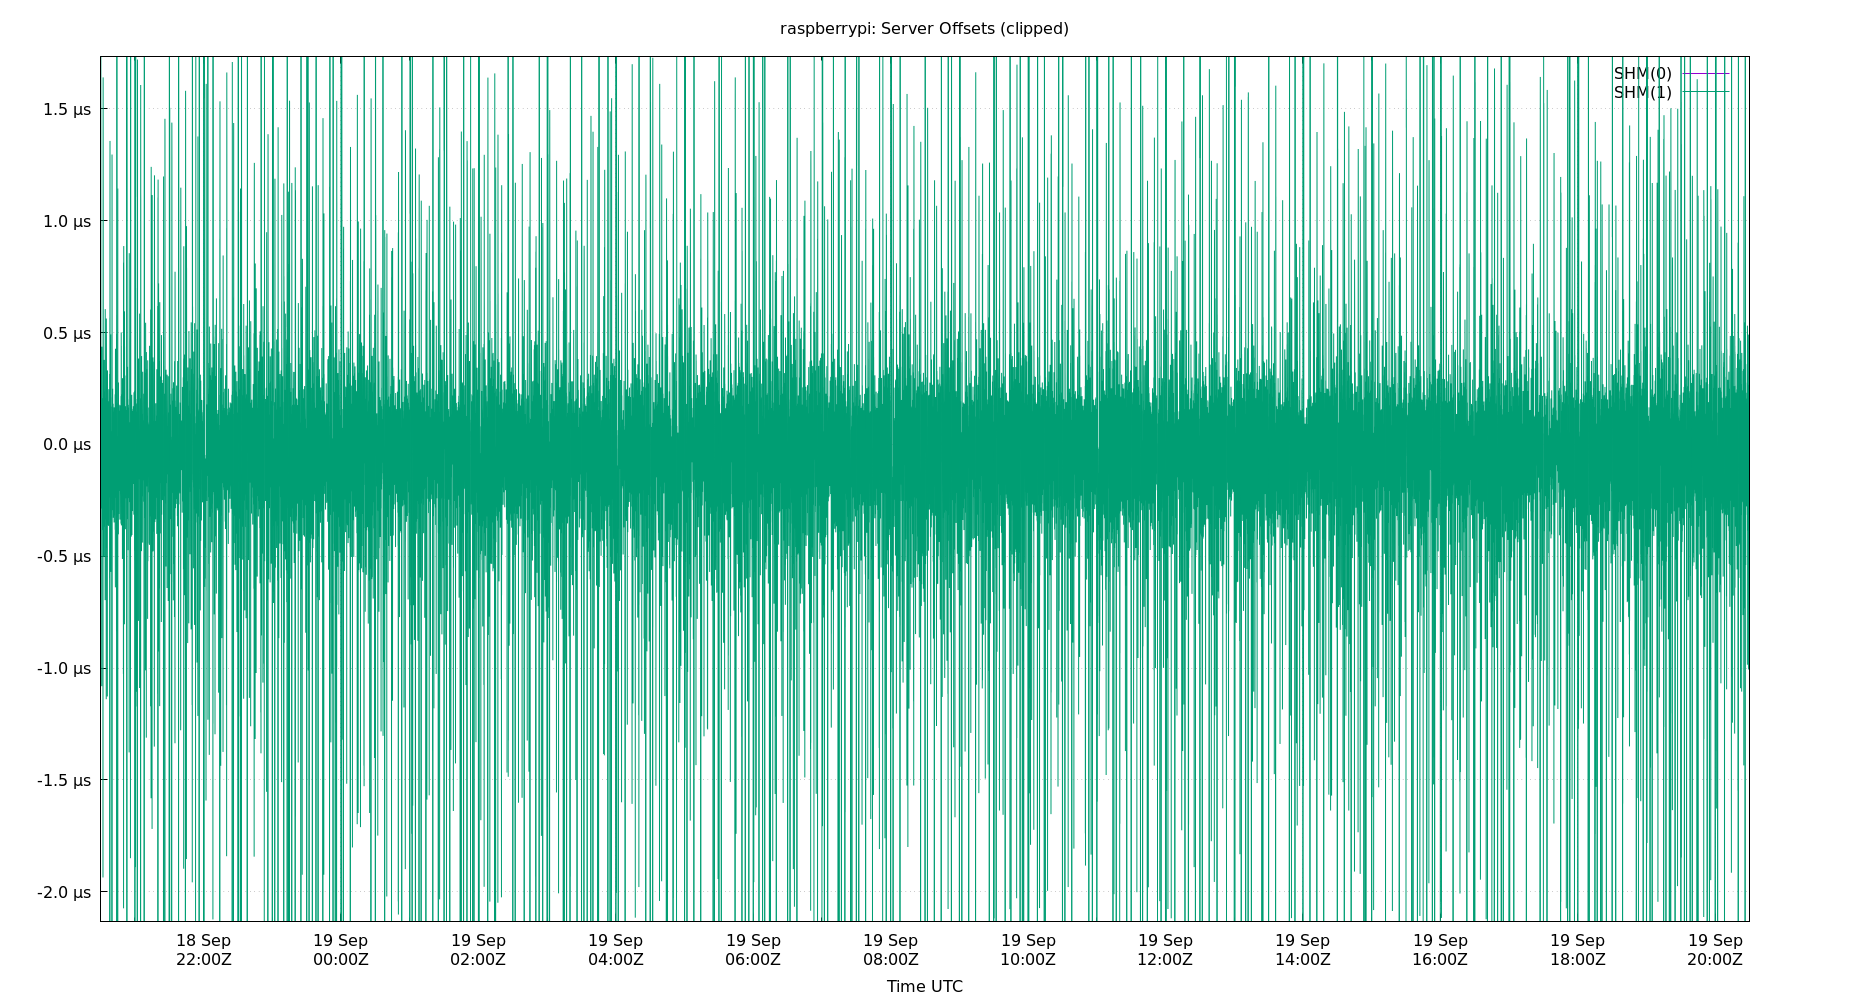 raspberrypi: Server Offsets (clipped)
SHM(0)
SHM(1)
1.5 µs
1.0 µs
0.5 µs
0.0 µs
-0.5 µs
-1.0 µs
-1.5 µs
-2.0 µs
18 Sep 19 Sep 19 Sep 19 Sep 19 Sep 19 Sep 19 Sep 19 Sep 19 Sep 19 Sep 19 Sep 19 Sep
22:00Z 00:00Z 02:00Z 04:00Z 06:00Z 08:00Z 10:00Z 12:00Z 14:00Z 16:00Z 18:00Z 20:00Z
Time UTC